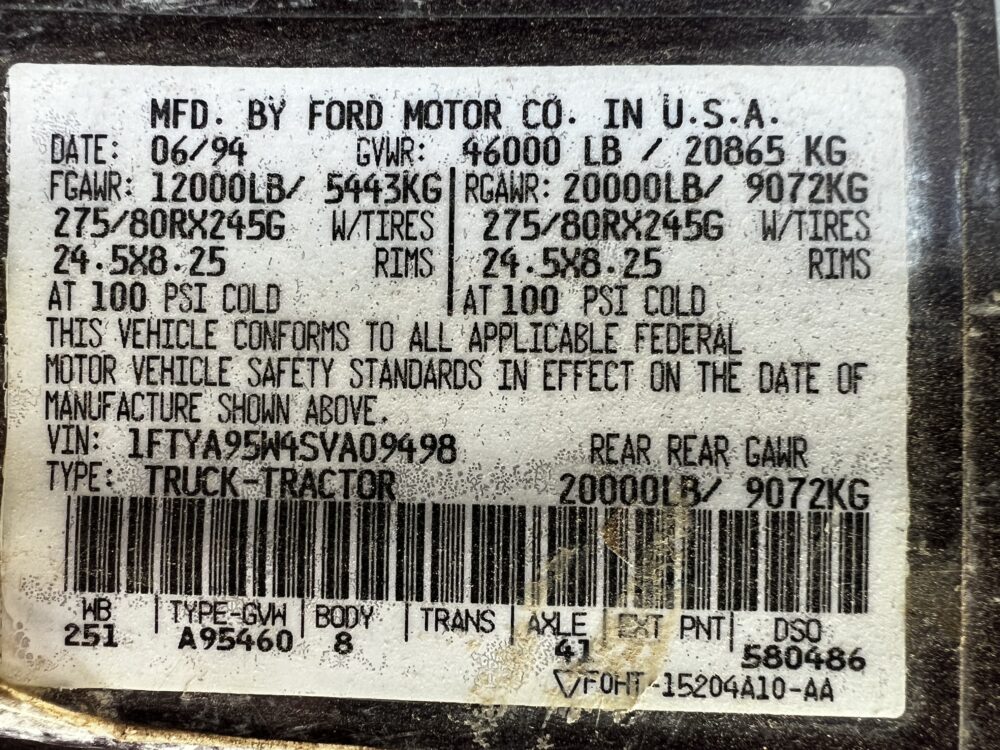 MFD. BY FORD MOTOR CO. IN U.S.A.
DATE: 06/94 GVWR: 46000 LB / 20865 KG
FGAWR: 12000LB/ 5443KG RGAWR: 20000LB/ 9072KG
275/80RX245G W/TIRES 275/80RX245G W/TIRES
24.5X8.25 RIMS 24.5X8.25 RIMS
AT 100 PSI COLD AT 100 PSI COLD
THIS VEHICLE CONFORMS TO ALL APPLICABLE FEDERAL
MOTOR VEHICLE SAFETY STANDARDS IN EFFECT ON THE DATE OF
MANUFACTURE SHOWN ABOVE.
VIN: 1FTYA95W4SVA09498 REAR REAR GAWR
TYPE: TRUCK-TRACTOR 20000LB/ 9072KG
WB TYPE-GVW BODY TRANS AXLE EXT PNT DSO
251 A95460 8 41 580486
▽F0HT-15204A10-AA